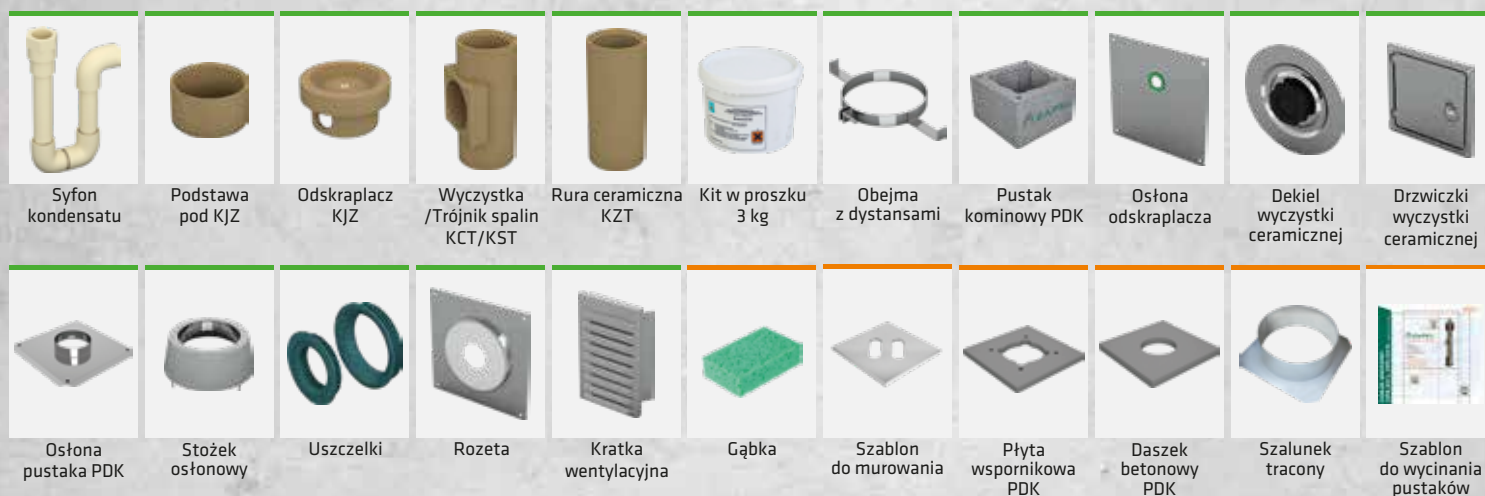 Syfon
kondensatu
Podstawa
pod KJZ
Odskraplacz
KJZ
Wyczystka
/Trójnik spalin
KCT/KST
Rura ceramiczna
KZT
Kit w proszku
3 kg
Obejma
z dystansami
Pustak
kominowy PDK
Osłona
odskraplacza
Dekiel
wyczystki
ceramicznej
Drzwiczki
wyczystki
ceramicznej
Osłona
pustaka PDK
Stożek
osłonowy
Uszczelki
Rozeta
Kratka
wentylacyjna
Gąbka
Szablon
do murowania
Płyta
wspornikowa
PDK
Daszek
betonowy
PDK
Szalunek
tracony
Szablon
do wycinania
pustaków